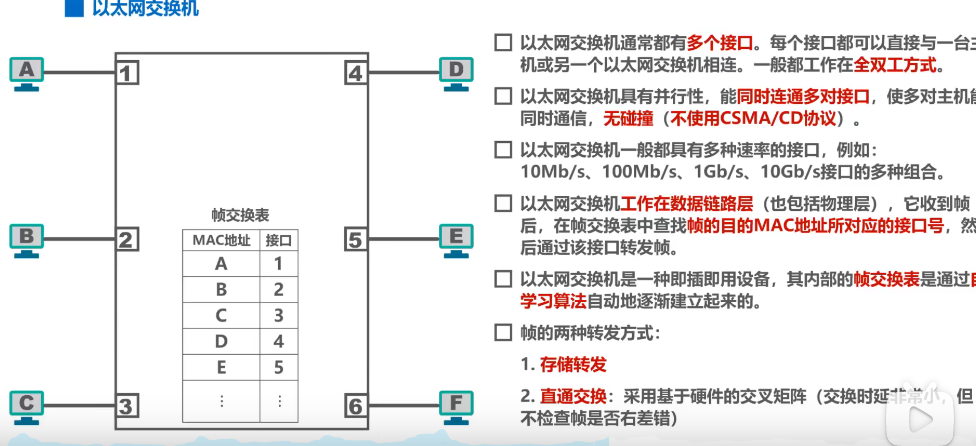 以太网交换机
A
1
4
D
B
2
5
E
C
3
6
F
帧交换表
MAC地址 接口
A 1
B 2
C 3
D 4
E 5
⋮ ⋮
以太网交换机通常都有多个接口。每个接口都可以直接与一台主
机或另一个以太网交换机相连。一般都工作在全双工方式。
以太网交换机具有并行性，能同时连通多对接口，使多对主机能
同时通信，无碰撞（不使用CSMA/CD协议）。
以太网交换机一般都具有多种速率的接口，例如：
10Mb/s、100Mb/s、1Gb/s、10Gb/s接口的多种组合。
以太网交换机工作在数据链路层（也包括物理层），它收到帧
后，在帧交换表中查找帧的目的MAC地址所对应的接口号，然
后通过该接口转发帧。
以太网交换机是一种即插即用设备，其内部的帧交换表是通过自
学习算法自动地逐渐建立起来的。
帧的两种转发方式：
1. 存储转发
2. 直通交换：采用基于硬件的交叉矩阵（交换时延非常小，但
不检查帧是否右差错）